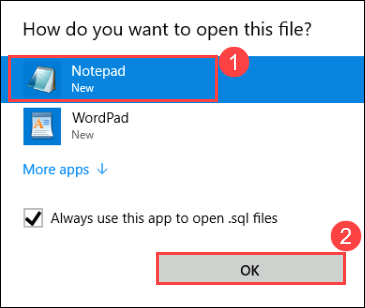 How do you want to open this file?
Notepad
New
1
WordPad
New
More apps
Always use this app to open .sql files
2
OK